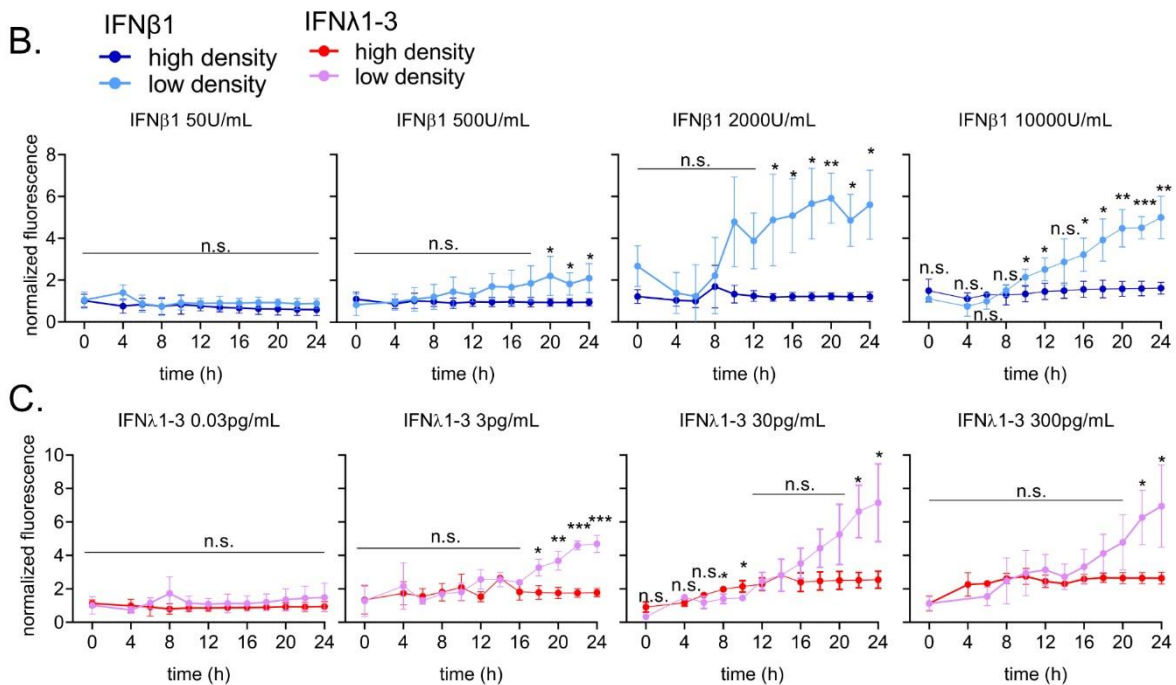 B.
IFNβ1
high density
low density
IFNλ1-3
high density
low density
IFNβ1 50U/mL
IFNβ1 500U/mL
IFNβ1 2000U/mL
IFNβ1 10000U/mL
normalized fluorescence
8
6
4
2
0
n.s.
n.s.
* * *
n.s.
* * * ** * *
n.s.
n.s.
n.s.
n.s.
* *
n.s.
* * ** *** **
0 4 8 12 16 20 24
0 4 8 12 16 20 24
0 4 8 12 16 20 24
0 4 8 12 16 20 24
time (h)
time (h)
time (h)
time (h)
C.
IFNλ1-3 0.03pg/mL
IFNλ1-3 3pg/mL
IFNλ1-3 30pg/mL
IFNλ1-3 300pg/mL
normalized fluorescence
10
8
6
4
2
0
n.s.
n.s.
* ** *** ***
n.s.
n.s.
n.s.
* *
n.s.
* *
n.s.
* *
0 4 8 12 16 20 24
0 4 8 12 16 20 24
0 4 8 12 16 20 24
0 4 8 12 16 20 24
time (h)
time (h)
time (h)
time (h)